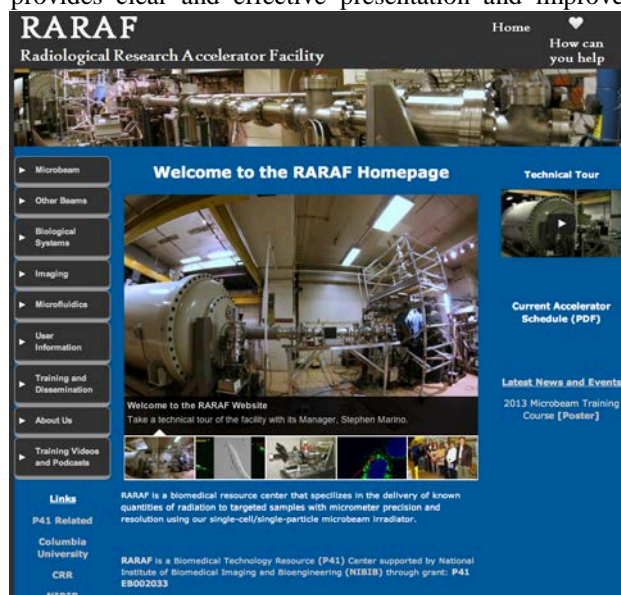 provides clear and effective presentation and improve
RARAF
Radiological Research Accelerator Facility
Home
How can
you help
Microbeam
Other Beams
Biological
Systems
Imaging
Microfluidics
User
Information
Training and
Dissemination
About Us
Training Videos
and Podcasts
Links
P41 Related
Columbia
University
CRR
NIBIB
Welcome to the RARAF Homepage
Welcome to the RARAF Website
Take a technical tour of the facility with its Manager, Stephen Marino.
RARAF is a biomedical resource center that specilizes in the delivery of known
quantities of radiation to targeted samples with micrometer precision and
resolution using our single-cell/single-particle microbeam irradiator.
RARAF is a Biomedical Technology Resource (P41) Center supported by National
Institute of Biomedical Imaging and Bioengineering (NIBIB) through grant: P41
EB002033
Technical Tour
Current Accelerator
Schedule (PDF)
Latest News and Events
2013 Microbeam Training
Course [Poster]